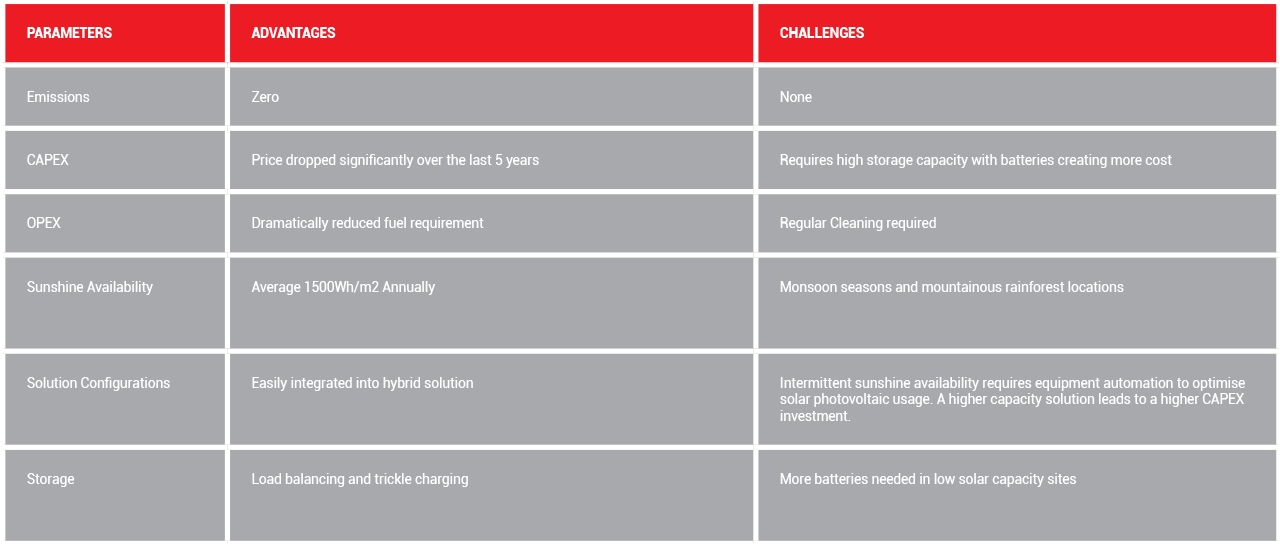 PARAMETERS ADVANTAGES CHALLENGES
Emissions Zero None
CAPEX Price dropped significantly over the last 5 years Requires high storage capacity with batteries creating more cost
OPEX Dramatically reduced fuel requirement Regular Cleaning required
Sunshine Availability Average 1500Wh/m2 Annually Monsoon seasons and mountainous rainforest locations
Solution Configurations Easily integrated into hybrid solution Intermittent sunshine availability requires equipment automation to optimise
solar photovoltaic usage. A higher capacity solution leads to a higher CAPEX
investment.
Storage Load balancing and trickle charging More batteries needed in low solar capacity sites